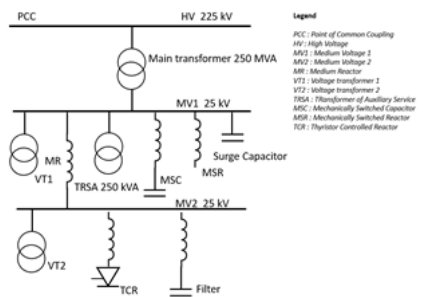 PCC HV 225 kV
Main transformer 250 MVA
MV1 25 kV
Surge Capacitor
MR
MSR
MSC
VT1
TRSA 250 kVA
MV2 25 kV
VT2
TCR
Filter
Legend
PCC : Point of Common Coupling
HV : High Voltage
MV1 : Medium Voltage 1
MV2 : Medium Voltage 2
MR : Medium Reactor
VT1 : Voltage transformer 1
VT2 : Voltage transformer 2
TRSA : TRansformer of Auxiliary Service
MSC : Mechanically Switched Capacitor
MSR : Mechanically Switched Reactor
TCR : Thyristor Controlled Reactor